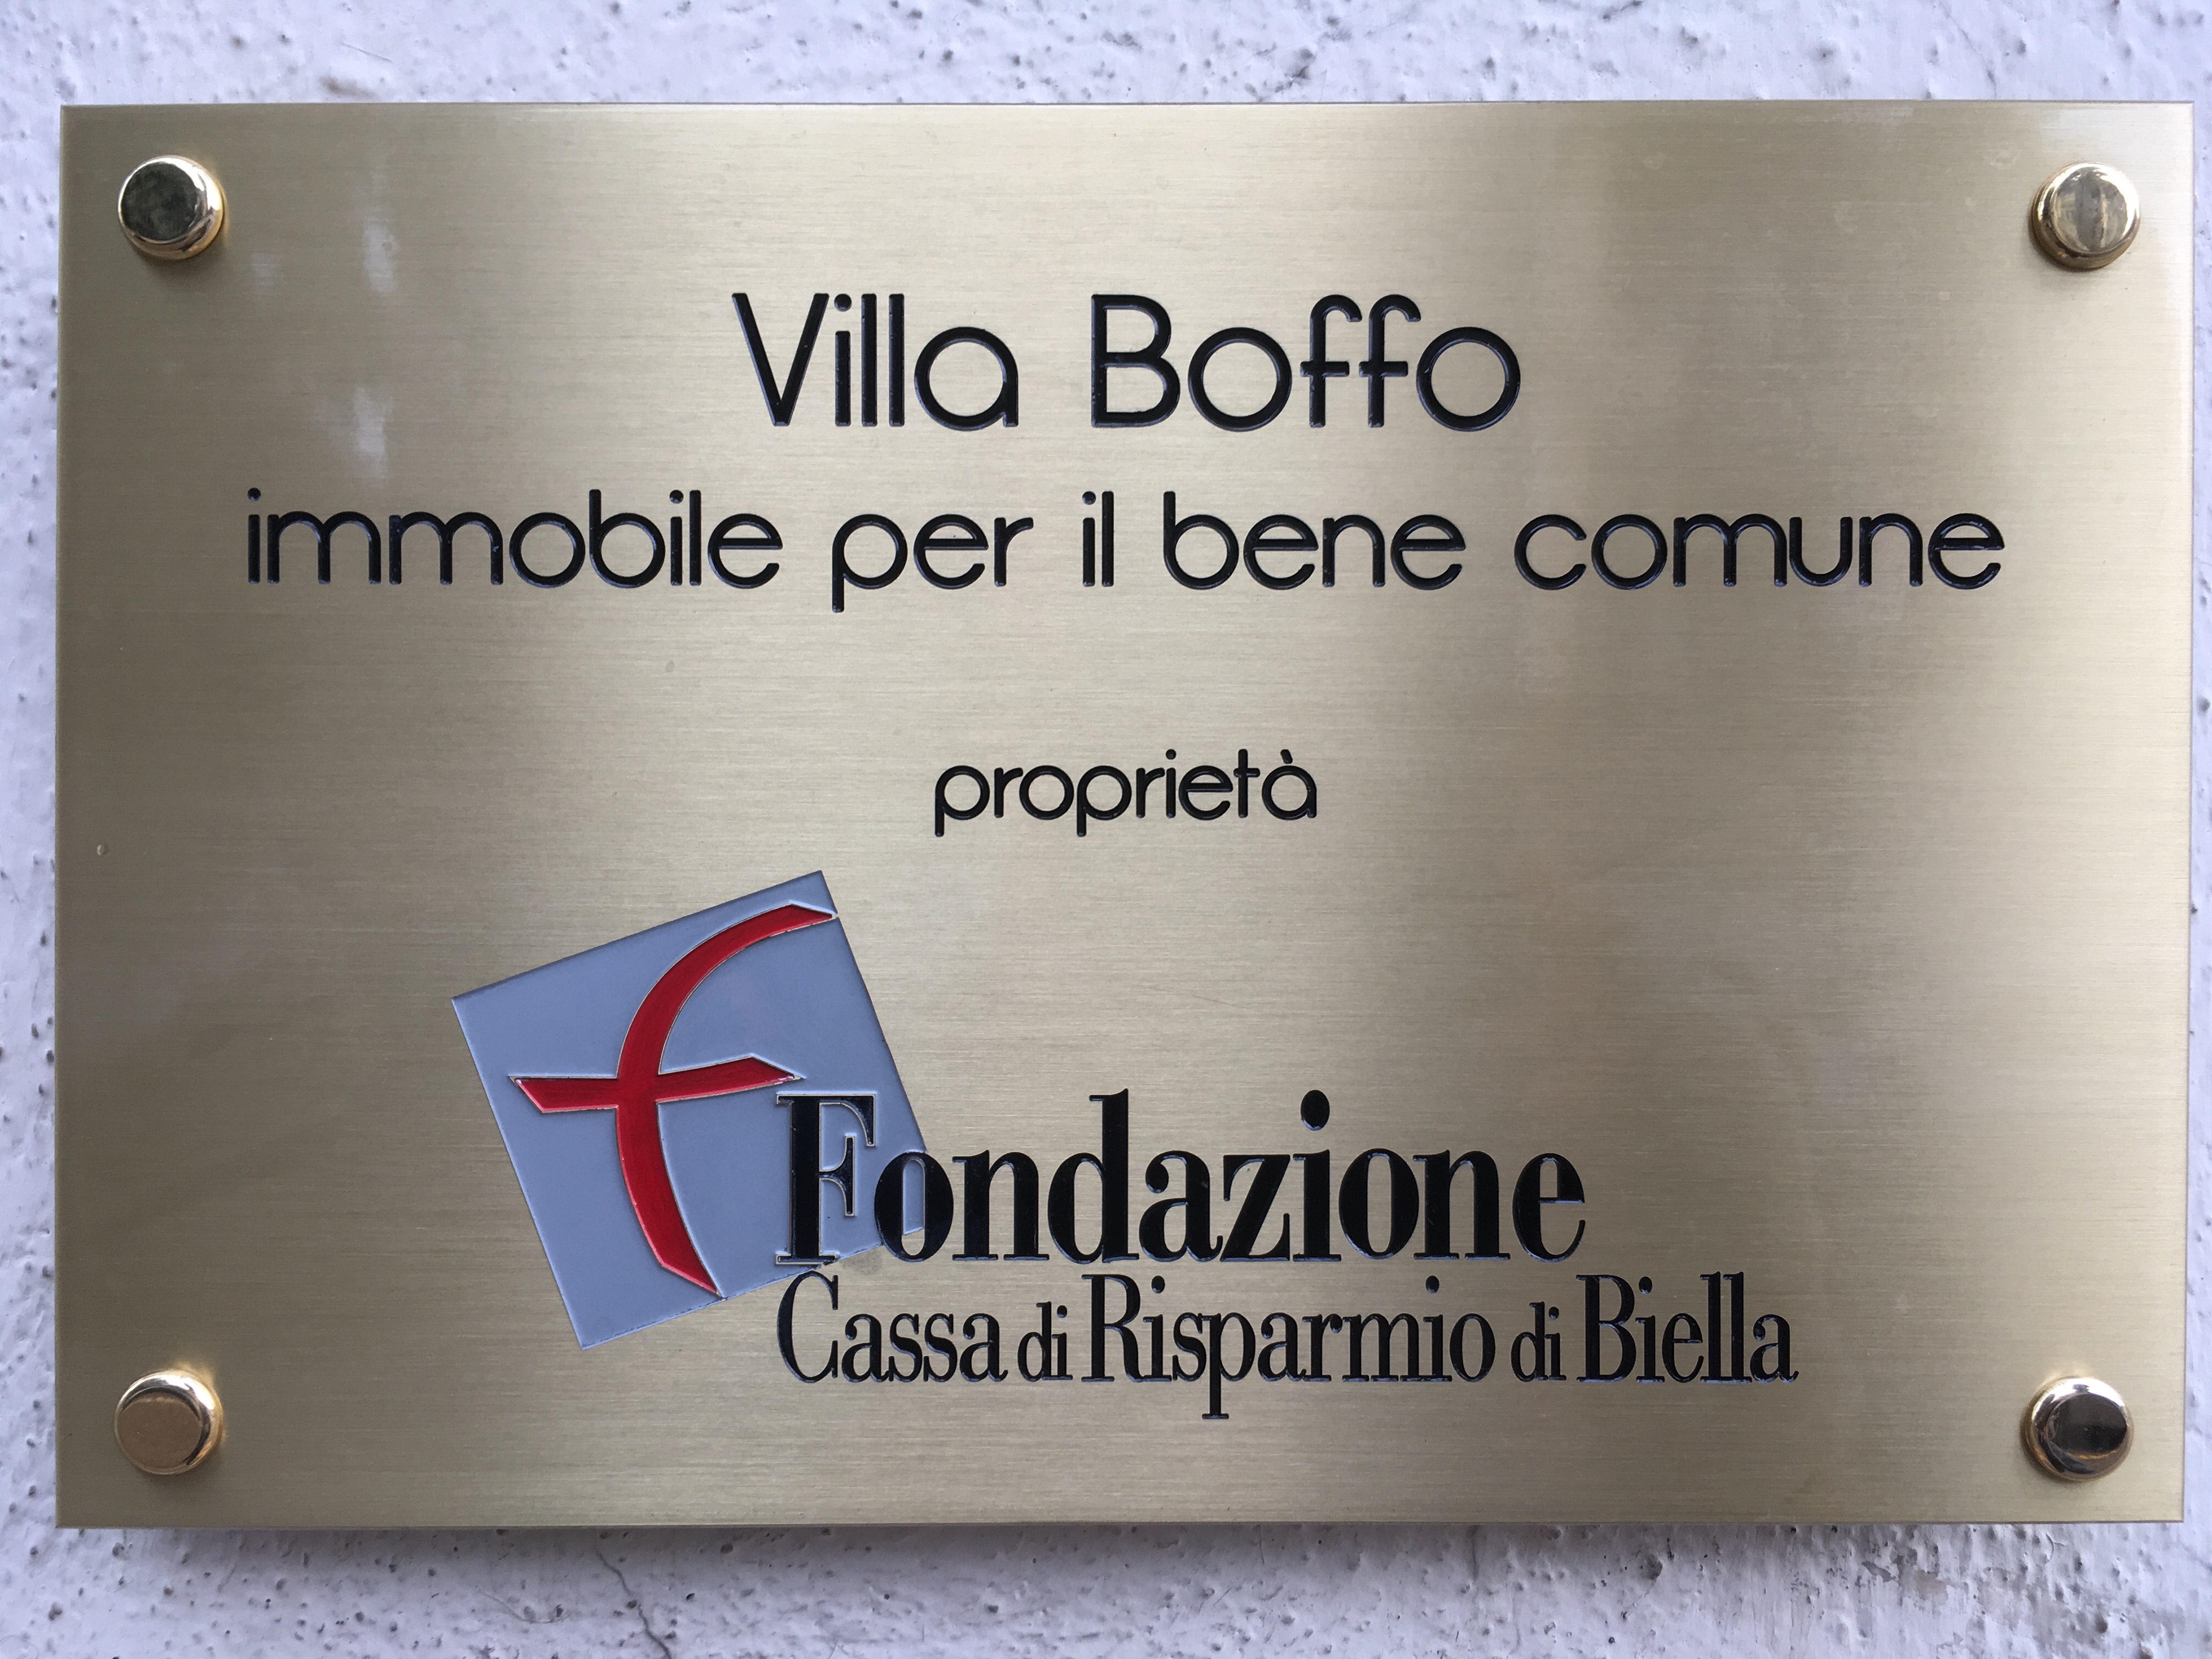 Villa Boffo
immobile per il bene comune
proprietà
f
Fondazione
Cassa di Risparmio di Biella